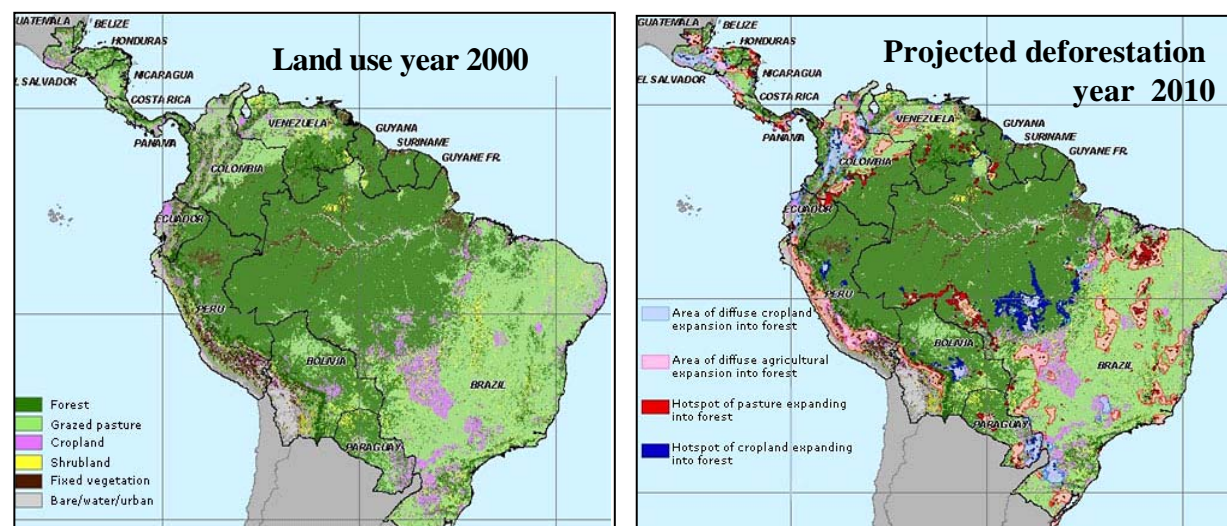 Land use year 2000
GUATEMALA
BELIZE
HONDURAS
EL SALVADOR
NICARAGUA
COSTA RICA
PANAMA
VENEZUELA
GUYANA
SURINAME
GUYANE FR.
COLOMBIA
ECUADOR
PERU
BOLIVIA
BRAZIL
PARAGUAY
Forest
Grazed pasture
Cropland
Shrubland
Fixed vegetation
Bare/water/urban
Projected deforestation
year 2010
GUATEMALA
BELIZE
HONDURAS
EL SALVADOR
NICARAGUA
COSTA RICA
PANAMA
VENEZUELA
GUYANA
SURINAME
GUYANE FR.
COLOMBIA
ECUADOR
PERU
BOLIVIA
BRAZIL
PARAGUAY
Area of diffuse cropland
expansion into forest
Area of diffuse agricultural
expansion into forest
Hotspot of pasture expanding
into forest
Hotspot of cropland expanding
into forest